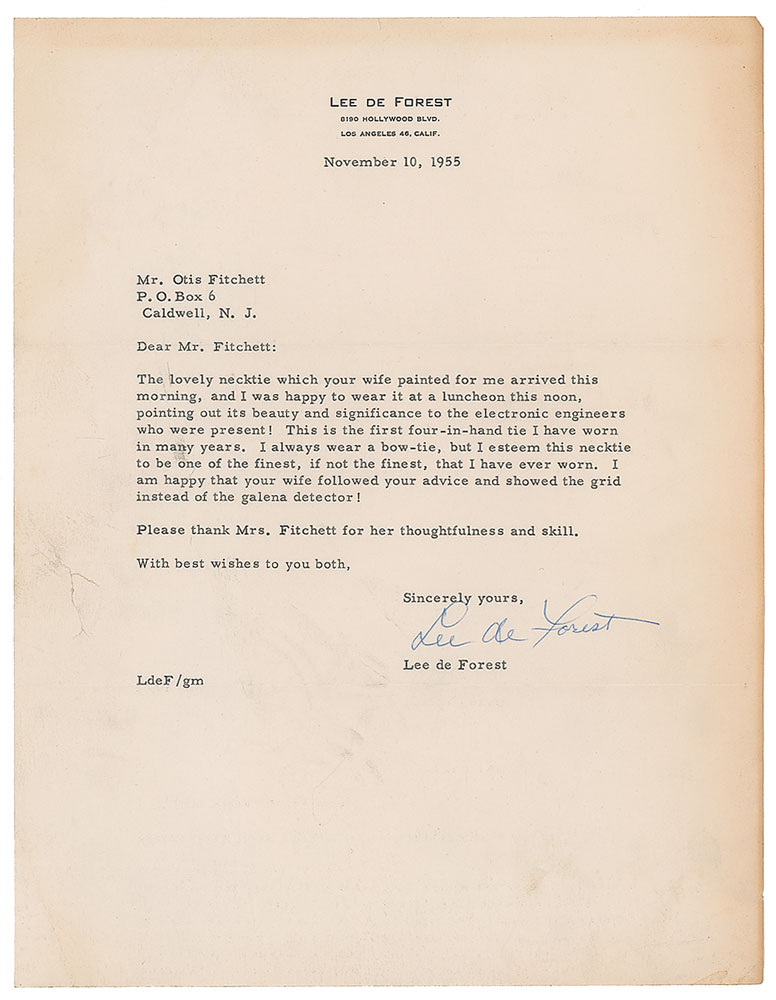 LEE DE FOREST
8190 HOLLYWOOD BLVD.
LOS ANGELES 46, CALIF.
November 10, 1955
Mr. Otis Fitchett
P. O. Box 6
Caldwell, N. J.
Dear Mr. Fitchett:
The lovely necktie which your wife painted for me arrived this
morning, and I was happy to wear it at a luncheon this noon,
pointing out its beauty and significance to the electronic engineers
who were present! This is the first four-in-hand tie I have worn
in many years. I always wear a bow-tie, but I esteem this necktie
to be one of the finest, if not the finest, that I have ever worn. I
am happy that your wife followed your advice and showed the grid
instead of the galena detector!
Please thank Mrs. Fitchett for her thoughtfulness and skill.
With best wishes to you both,
Sincerely yours,
Lee de Forest
Lee de Forest
LdeF/gm